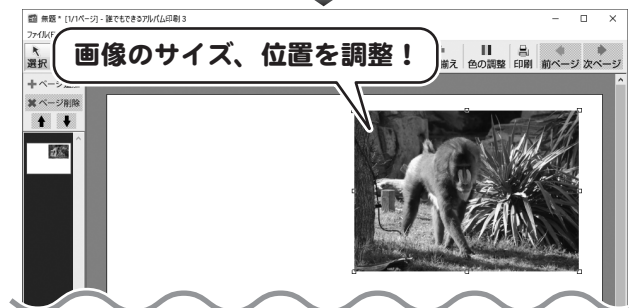 無題 * [1/1ページ] - 誰でもできるアルバム印刷 3
ファイル(F
画像のサイズ、位置を調整！
選択
揃え
色の調整
印刷
前ページ
次ページ
ページ
ページ削除